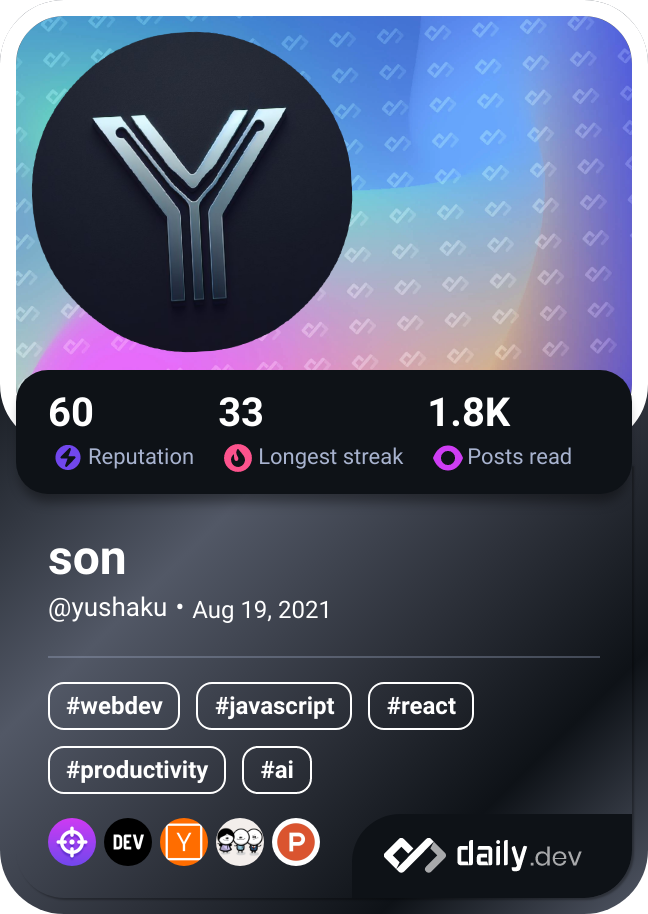 Y
60 33 1.8K
Reputation Longest streak Posts read
son
@yushaku • Aug 19, 2021
#webdev #javascript #react
#productivity #ai
DEV Y P
daily.dev